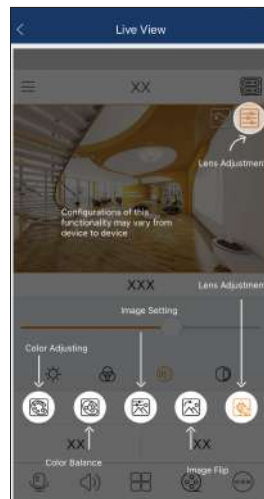 Live View
XX
Lens Adjustment
Configurations of this
functionality may vary from
device to device
XXX
Lens Adjustment
Image Setting
Color Adjusting
XX
XX
Color Balance
Image Flip